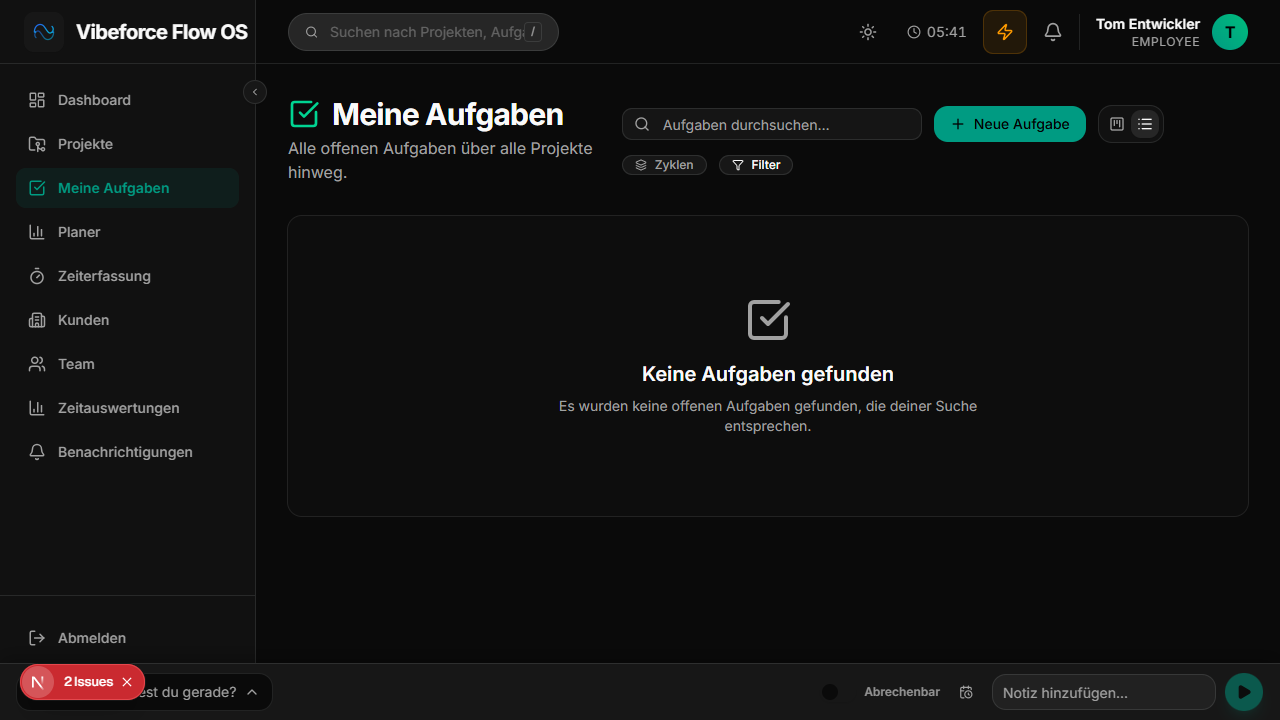 Vibeforce Flow OS
Suchen nach Projekten, Aufga
/
05:41
Tom Entwickler
EMPLOYEE
T
Dashboard
Projekte
Meine Aufgaben
Planer
Zeiterfassung
Kunden
Team
Zeitauswertungen
Benachrichtigungen
Abmelden
Meine Aufgaben
Alle offenen Aufgaben über alle Projekte
hinweg.
Aufgaben durchsuchen...
Neue Aufgabe
Zyklen
Filter
Keine Aufgaben gefunden
Es wurden keine offenen Aufgaben gefunden, die deiner Suche
entsprechen.
N
2 Issues
est du gerade?
Abrechenbar
Notiz hinzufügen...